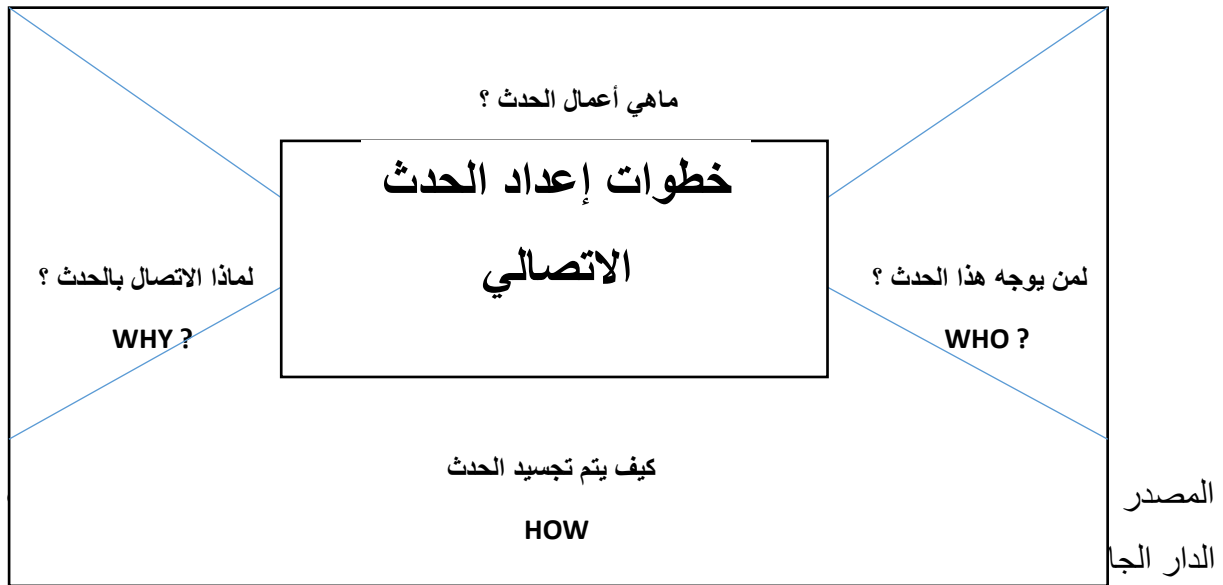 ماهي أعمال الحدث ؟
خطوات إعداد الحدث
الاتصالي
لمن يوجه هذا الحدث ؟
WHO ?
لماذا الاتصال بالحدث ؟
WHY ?
كيف يتم تجسيد الحدث
HOW
المصدر
الدار